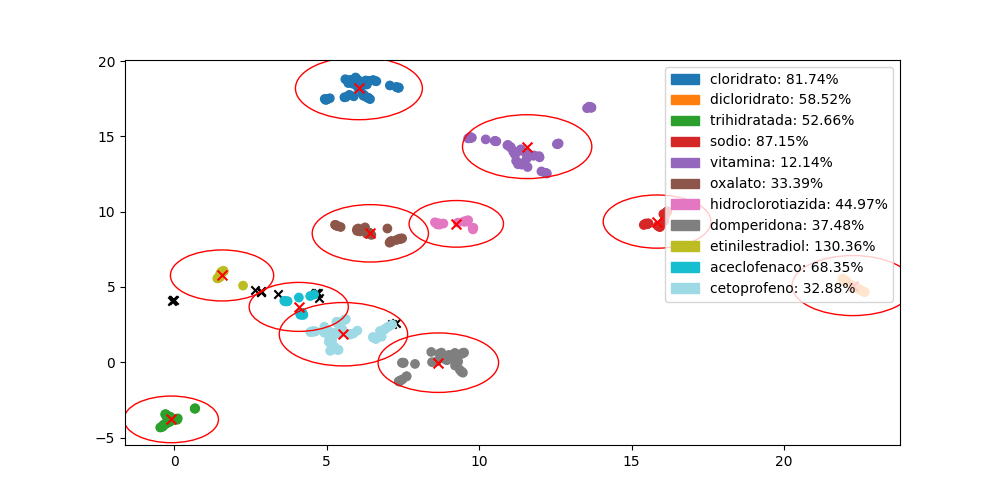 20
15
10
5
0
−5
0
5
10
15
20
cloridrato: 81.74%
dicloridrato: 58.52%
trihidratada: 52.66%
sodio: 87.15%
vitamina: 12.14%
oxalato: 33.39%
hidroclorotiazida: 44.97%
domperidona: 37.48%
etinilestradiol: 130.36%
aceclofenaco: 68.35%
cetoprofeno: 32.88%